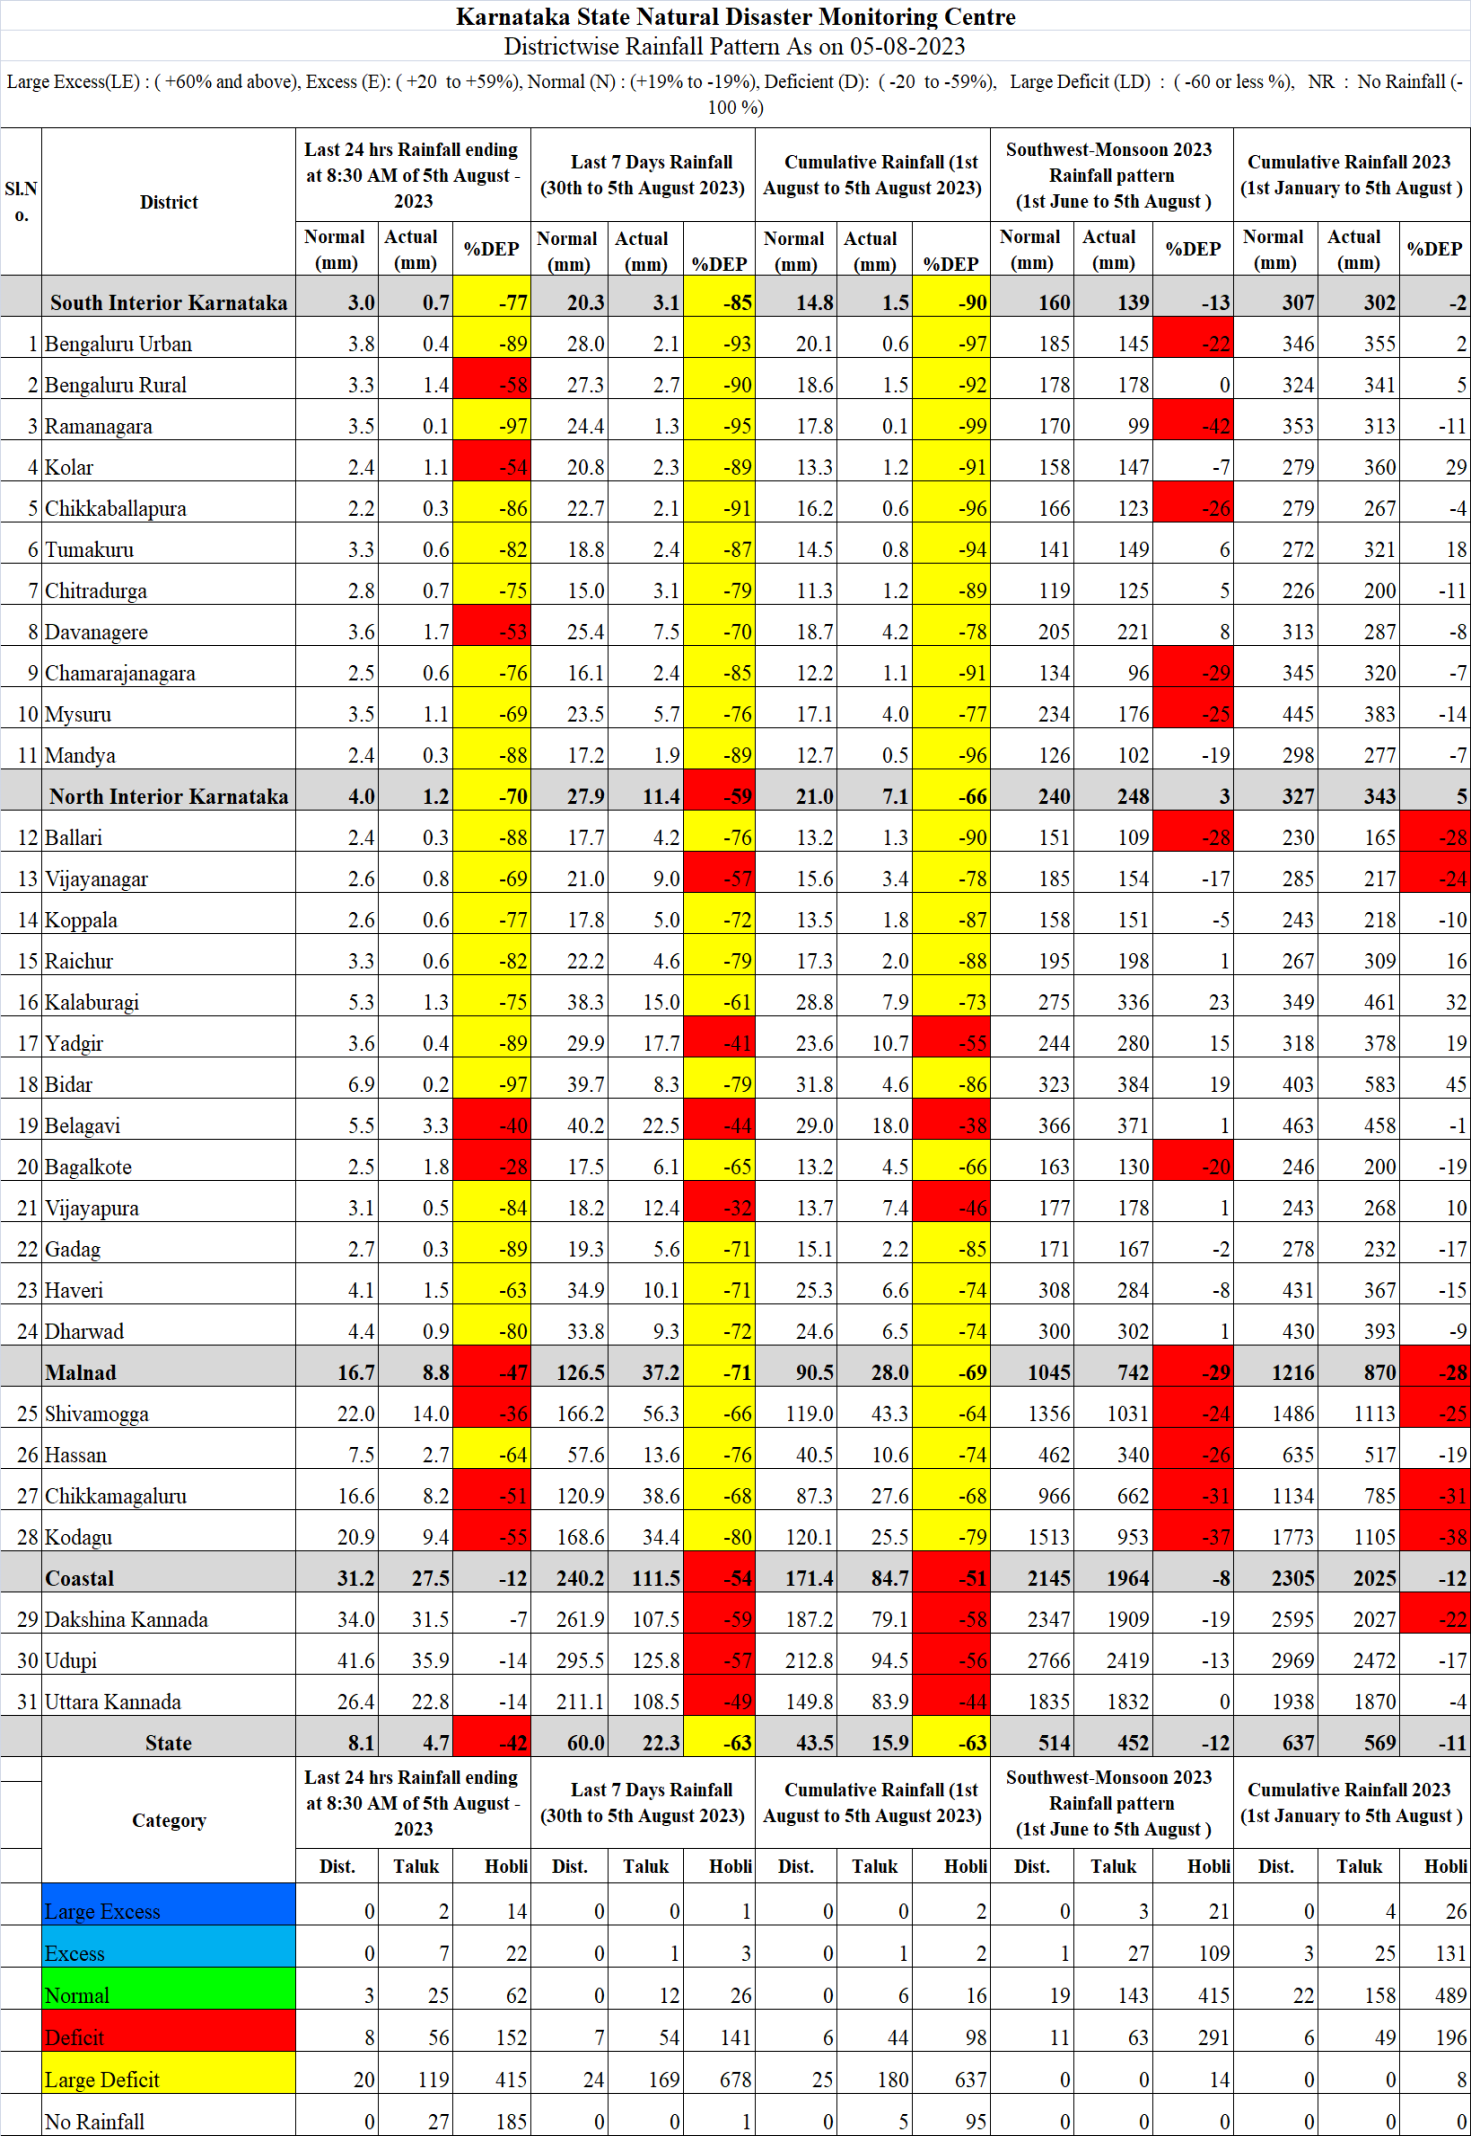 Karnataka State Natural Disaster Monitoring Centre
Districtwise Rainfall Pattern As on 05-08-2023
Large Excess(LE) : ( +60% and above), Excess (E): ( +20 to +59%), Normal (N) : (+19% to -19%), Deficient (D): ( -20 to -59%), Large Deficit (LD) : ( -60 or less %), NR : No Rainfall (-
100 %)
Sl.N
o.
District
Last 24 hrs Rainfall ending
at 8:30 AM of 5th August -
2023
Last 7 Days Rainfall
(30th to 5th August 2023)
Cumulative Rainfall (1st
August to 5th August 2023)
Southwest-Monsoon 2023
Rainfall pattern
(1st June to 5th August )
Cumulative Rainfall 2023
(1st January to 5th August )
Normal (mm) Actual (mm) %DEP Normal (mm) Actual (mm) %DEP Normal (mm) Actual (mm) %DEP Normal (mm) Actual (mm) %DEP Normal (mm) Actual (mm) %DEP
South Interior Karnataka 3.0 0.7 -77 20.3 3.1 -85 14.8 1.5 -90 160 139 -13 307 302 -2
1 Bengaluru Urban 3.8 0.4 -89 28.0 2.1 -93 20.1 0.6 -97 185 145 -22 346 355 2
2 Bengaluru Rural 3.3 1.4 -58 27.3 2.7 -90 18.6 1.5 -92 178 178 0 324 341 5
3 Ramanagara 3.5 0.1 -97 24.4 1.3 -95 17.8 0.1 -99 170 99 -42 353 313 -11
4 Kolar 2.4 1.1 -54 20.8 2.3 -89 13.3 1.2 -91 158 147 -7 279 360 29
5 Chikkaballapura 2.2 0.3 -86 22.7 2.1 -91 16.2 0.6 -96 166 123 -26 279 267 -4
6 Tumakuru 3.3 0.6 -82 18.8 2.4 -87 14.5 0.8 -94 141 149 6 272 321 18
7 Chitradurga 2.8 0.7 -75 15.0 3.1 -79 11.3 1.2 -89 119 125 5 226 200 -11
8 Davanagere 3.6 1.7 -53 25.4 7.5 -70 18.7 4.2 -78 205 221 8 313 287 -8
9 Chamarajanagara 2.5 0.6 -76 16.1 2.4 -85 12.2 1.1 -91 134 96 -29 345 320 -7
10 Mysuru 3.5 1.1 -69 23.5 5.7 -76 17.1 4.0 -77 234 176 -25 445 383 -14
11 Mandya 2.4 0.3 -88 17.2 1.9 -89 12.7 0.5 -96 126 102 -19 298 277 -7
North Interior Karnataka 4.0 1.2 -70 27.9 11.4 -59 21.0 7.1 -66 240 248 3 327 343 5
12 Ballari 2.4 0.3 -88 17.7 4.2 -76 13.2 1.3 -90 151 109 -28 230 165 -28
13 Vijayanagar 2.6 0.8 -69 21.0 9.0 -57 15.6 3.4 -78 185 154 -17 285 217 -24
14 Koppala 2.6 0.6 -77 17.8 5.0 -72 13.5 1.8 -87 158 151 -5 243 218 -10
15 Raichur 3.3 0.6 -82 22.2 4.6 -79 17.3 2.0 -88 195 198 1 267 309 16
16 Kalaburagi 5.3 1.3 -75 38.3 15.0 -61 28.8 7.9 -73 275 336 23 349 461 32
17 Yadgir 3.6 0.4 -89 29.9 17.7 -41 23.6 10.7 -55 244 280 15 318 378 19
18 Bidar 6.9 0.2 -97 39.7 8.3 -79 31.8 4.6 -86 323 384 19 403 583 45
19 Belagavi 5.5 3.3 -40 40.2 22.5 -44 29.0 18.0 -38 366 371 1 463 458 -1
20 Bagalkote 2.5 1.8 -28 17.5 6.1 -65 13.2 4.5 -66 163 130 -20 246 200 -19
21 Vijayapura 3.1 0.5 -84 18.2 12.4 -32 13.7 7.4 -46 177 178 1 243 268 10
22 Gadag 2.7 0.3 -89 19.3 5.6 -71 15.1 2.2 -85 171 167 -2 278 232 -17
23 Haveri 4.1 1.5 -63 34.9 10.1 -71 25.3 6.6 -74 308 284 -8 431 367 -15
24 Dharwad 4.4 0.9 -80 33.8 9.3 -72 24.6 6.5 -74 300 302 1 430 393 -9
Malnad 16.7 8.8 -47 126.5 37.2 -71 90.5 28.0 -69 1045 742 -29 1216 870 -28
25 Shivamogga 22.0 14.0 -36 166.2 56.3 -66 119.0 43.3 -64 1356 1031 -24 1486 1113 -25
26 Hassan 7.5 2.7 -64 57.6 13.6 -76 40.5 10.6 -74 462 340 -26 635 517 -19
27 Chikkamagaluru 16.6 8.2 -51 120.9 38.6 -68 87.3 27.6 -68 966 662 -31 1134 785 -31
28 Kodagu 20.9 9.4 -55 168.6 34.4 -80 120.1 25.5 -79 1513 953 -37 1773 1105 -38
Coastal 31.2 27.5 -12 240.2 111.5 -54 171.4 84.7 -51 2145 1964 -8 2305 2025 -12
29 Dakshina Kannada 34.0 31.5 -7 261.9 107.5 -59 187.2 79.1 -58 2347 1909 -19 2595 2027 -22
30 Udupi 41.6 35.9 -14 295.5 125.8 -57 212.8 94.5 -56 2766 2419 -13 2969 2472 -17
31 Uttara Kannada 26.4 22.8 -14 211.1 108.5 -49 149.8 83.9 -44 1835 1832 0 1938 1870 -4
State 8.1 4.7 -42 60.0 22.3 -63 43.5 15.9 -63 514 452 -12 637 569 -11
Category
Last 24 hrs Rainfall ending
at 8:30 AM of 5th August -
2023
Last 7 Days Rainfall
(30th to 5th August 2023)
Cumulative Rainfall (1st
August to 5th August 2023)
Southwest-Monsoon 2023
Rainfall pattern
(1st June to 5th August )
Cumulative Rainfall 2023
(1st January to 5th August )
Dist. Taluk Hobli Dist. Taluk Hobli Dist. Taluk Hobli Dist. Taluk Hobli Dist. Taluk Hobli
Large Excess 0 2 14 0 0 1 0 0 2 0 3 21 0 4 26
Excess 0 7 22 0 1 3 0 1 2 1 27 109 3 25 131
Normal 3 25 62 0 12 26 0 6 16 19 143 415 22 158 489
Deficit 8 56 152 7 54 141 6 44 98 11 63 291 6 49 196
Large Deficit 20 119 415 24 169 678 25 180 637 0 0 14 0 0 8
No Rainfall 0 27 185 0 0 1 0 5 95 0 0 0 0 0 0